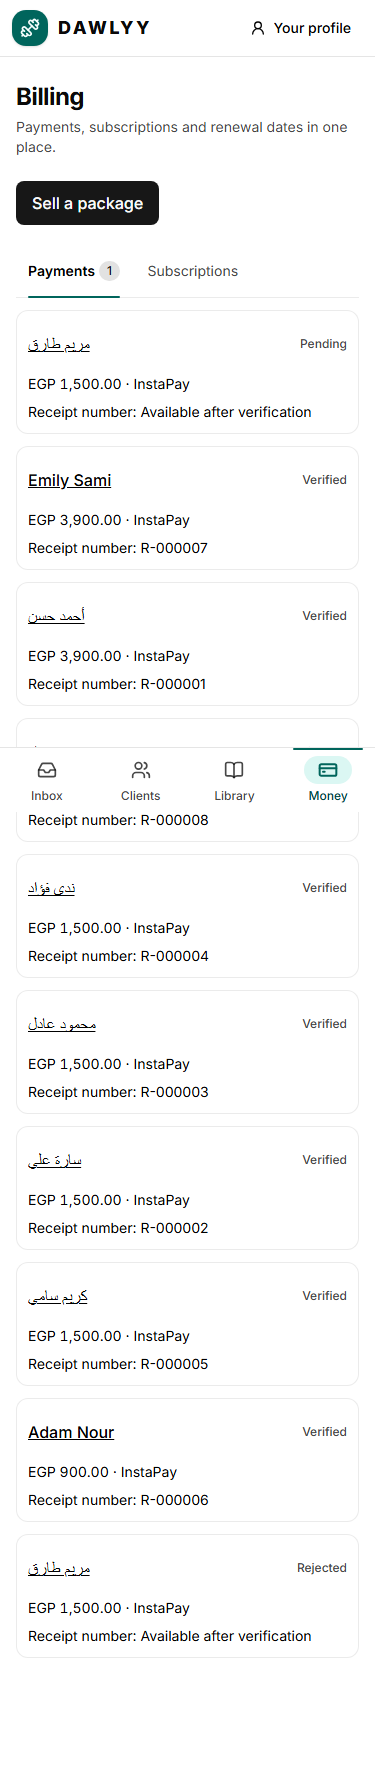 DAWLYY
Your profile
Billing
Payments, subscriptions and renewal dates in one
place.
Sell a package
Payments 1
Subscriptions
مريم طارق
Pending
EGP 1,500.00 · InstaPay
Receipt number: Available after verification
Emily Sami
Verified
EGP 3,900.00 · InstaPay
Receipt number: R-000007
أحمد حسن
Verified
EGP 3,900.00 · InstaPay
Receipt number: R-000001
Inbox
Clients
Library
Money
Receipt number: R-000008
ندى فؤاد
Verified
EGP 1,500.00 · InstaPay
Receipt number: R-000004
محمود عادل
Verified
EGP 1,500.00 · InstaPay
Receipt number: R-000003
سارة علي
Verified
EGP 1,500.00 · InstaPay
Receipt number: R-000002
كريم سامي
Verified
EGP 1,500.00 · InstaPay
Receipt number: R-000005
Adam Nour
Verified
EGP 900.00 · InstaPay
Receipt number: R-000006
مريم طارق
Rejected
EGP 1,500.00 · InstaPay
Receipt number: Available after verification